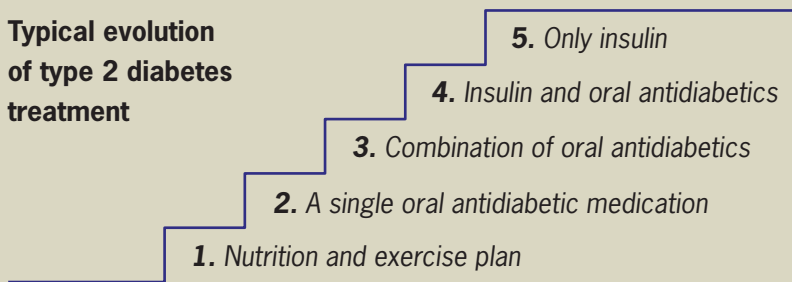 Typical evolution
of type 2 diabetes
treatment
5. Only insulin
4. Insulin and oral antidiabetics
3. Combination of oral antidiabetics
2. A single oral antidiabetic medication
1. Nutrition and exercise plan